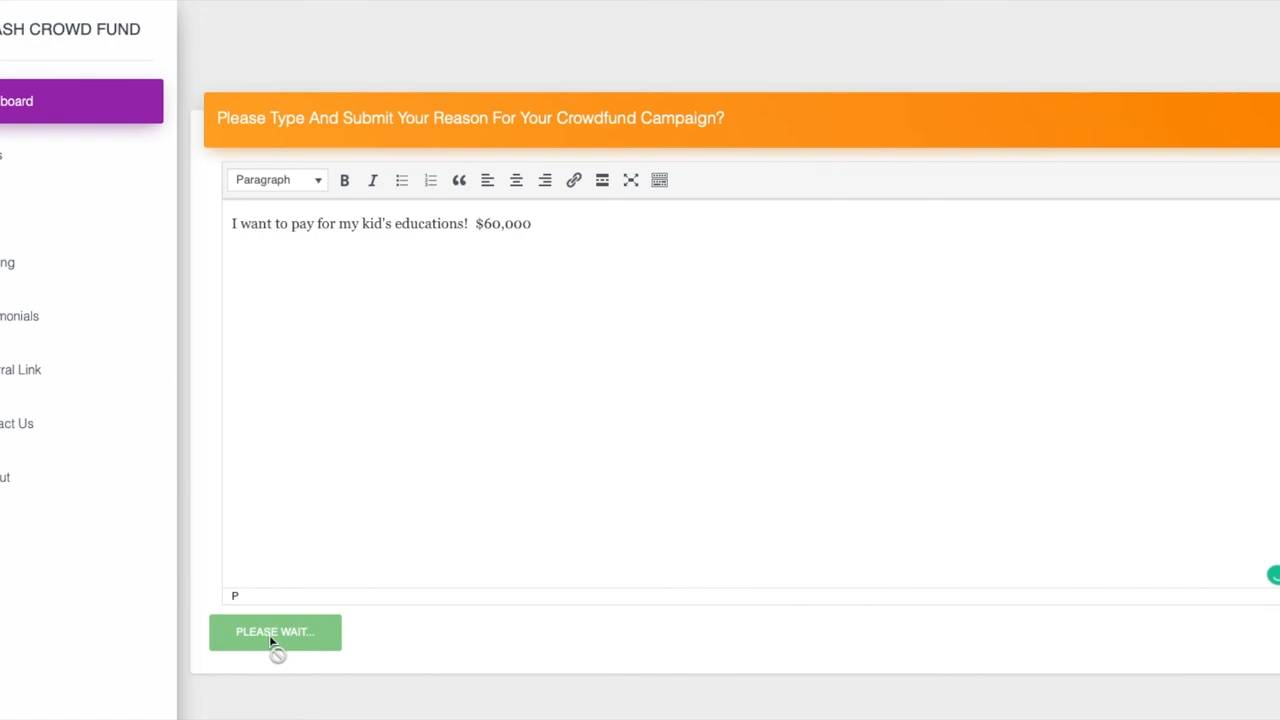 ASH CROWD FUND
board
s
ng
monials
ral Link
act Us
ut
Please Type And Submit Your Reason For Your Crowdfund Campaign?
Paragraph
B I
I want to pay for my kid's educations! $60,000
P
PLEASE WAIT...